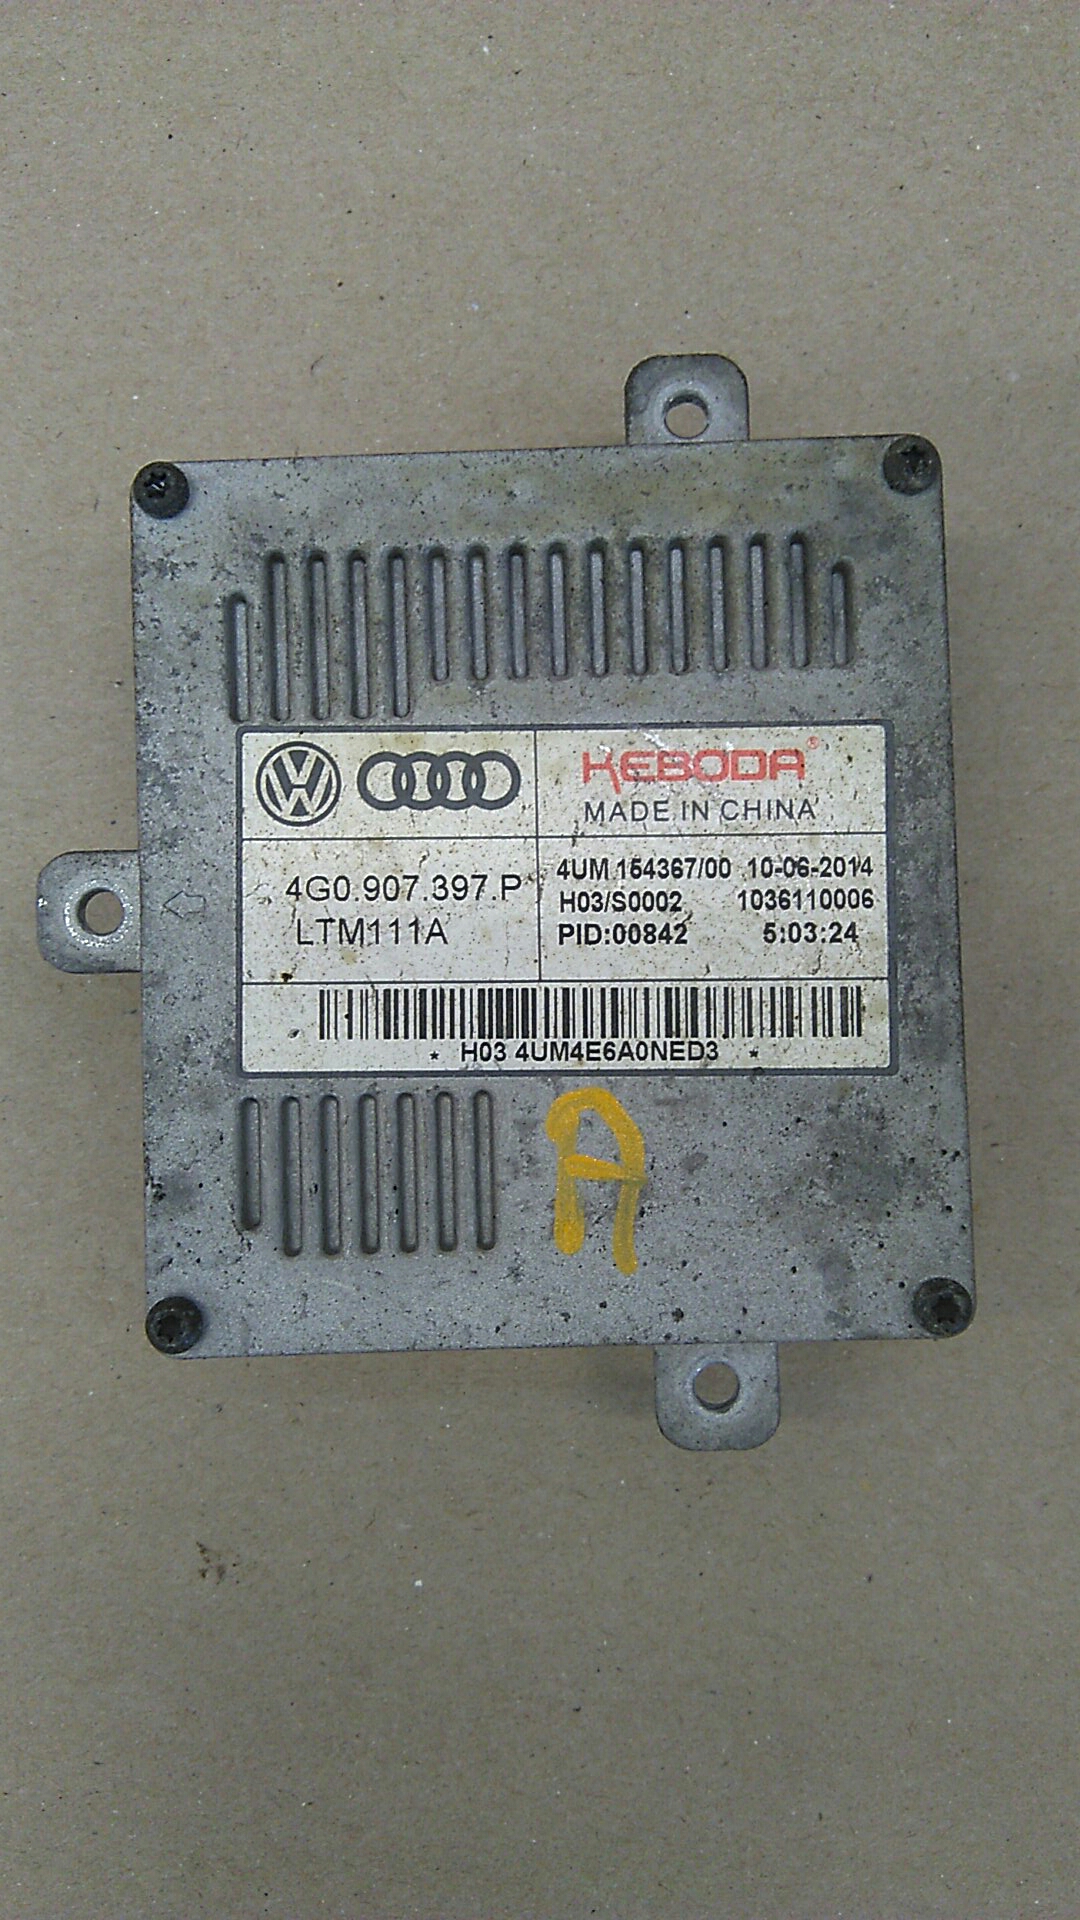 KEBODA®
MADE IN CHINA
4G0.907.397.P
LTM111A
4UM 154367/00 10-06-2014
H03/S0002 1036110006
PID:00842 5:03:24
* H03 4UM4E6A0NED3 *
A